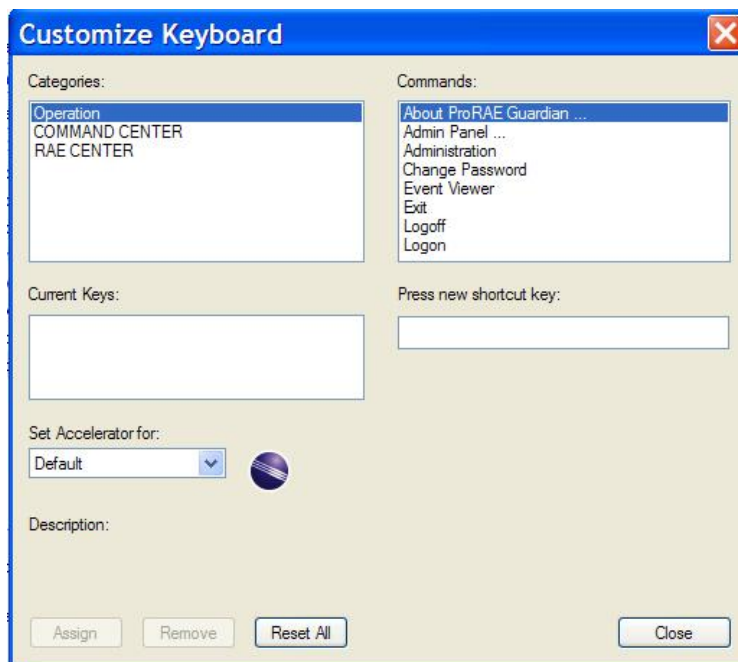 Customize Keyboard
Categories:
Commands:
Operation
COMMAND CENTER
RAE CENTER
About ProRAE Guardian ...
Admin Panel ...
Administration
Change Password
Event Viewer
Exit
Logoff
Logon
Current Keys:
Press new shortcut key:
Set Accelerator for:
Default
Description:
Assign
Remove
Reset All
Close